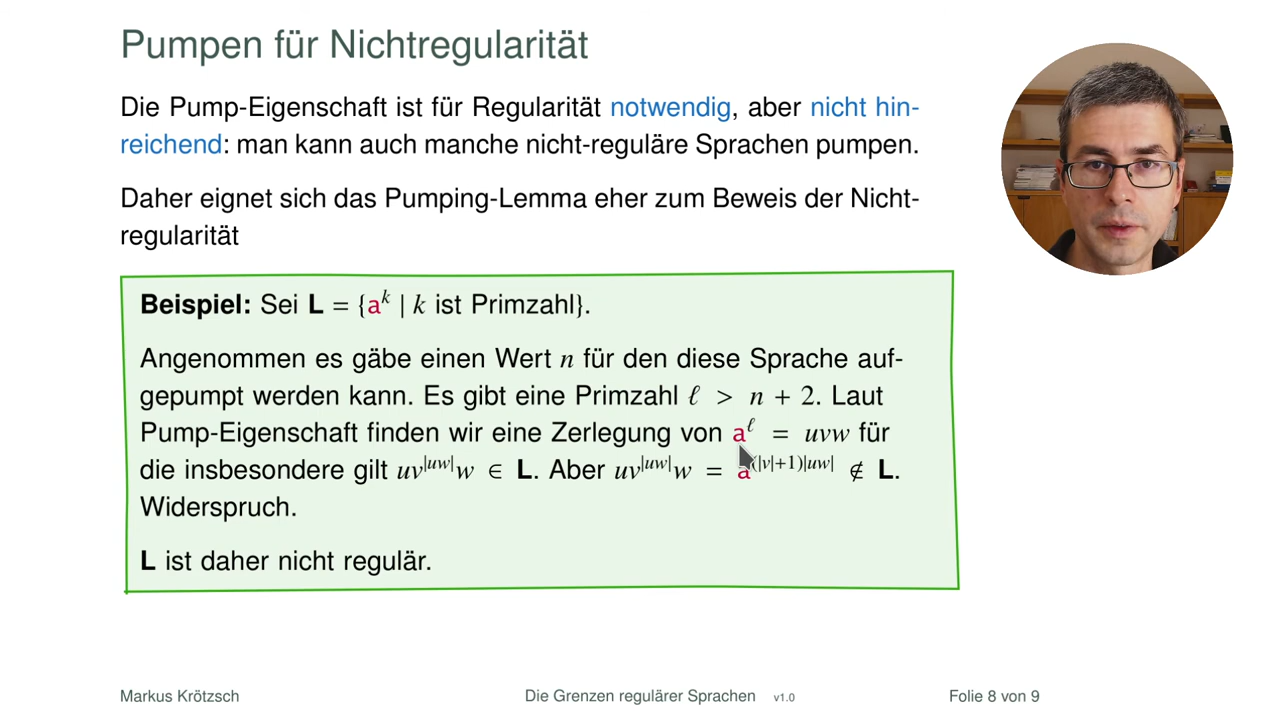 Pumpen für Nichtregularität
Die Pump-Eigenschaft ist für Regularität notwendig, aber nicht hin-
reichend: man kann auch manche nicht-reguläre Sprachen pumpen.
Daher eignet sich das Pumping-Lemma eher zum Beweis der Nicht-
regularität
Beispiel: Sei L = {a^k | k ist Primzahl}.
Angenommen es gäbe einen Wert n für den diese Sprache auf-
gepumpt werden kann. Es gibt eine Primzahl ℓ > n + 2. Laut
Pump-Eigenschaft finden wir eine Zerlegung von a^ℓ = uvw für
die insbesondere gilt uv^|uw|w ∈ L. Aber uv^|uw|w = a^(|v|+1)|uw| ∉ L.
Widerspruch.
L ist daher nicht regulär.
Markus Krötzsch
Die Grenzen regulärer Sprachen v1.0
Folie 8 von 9